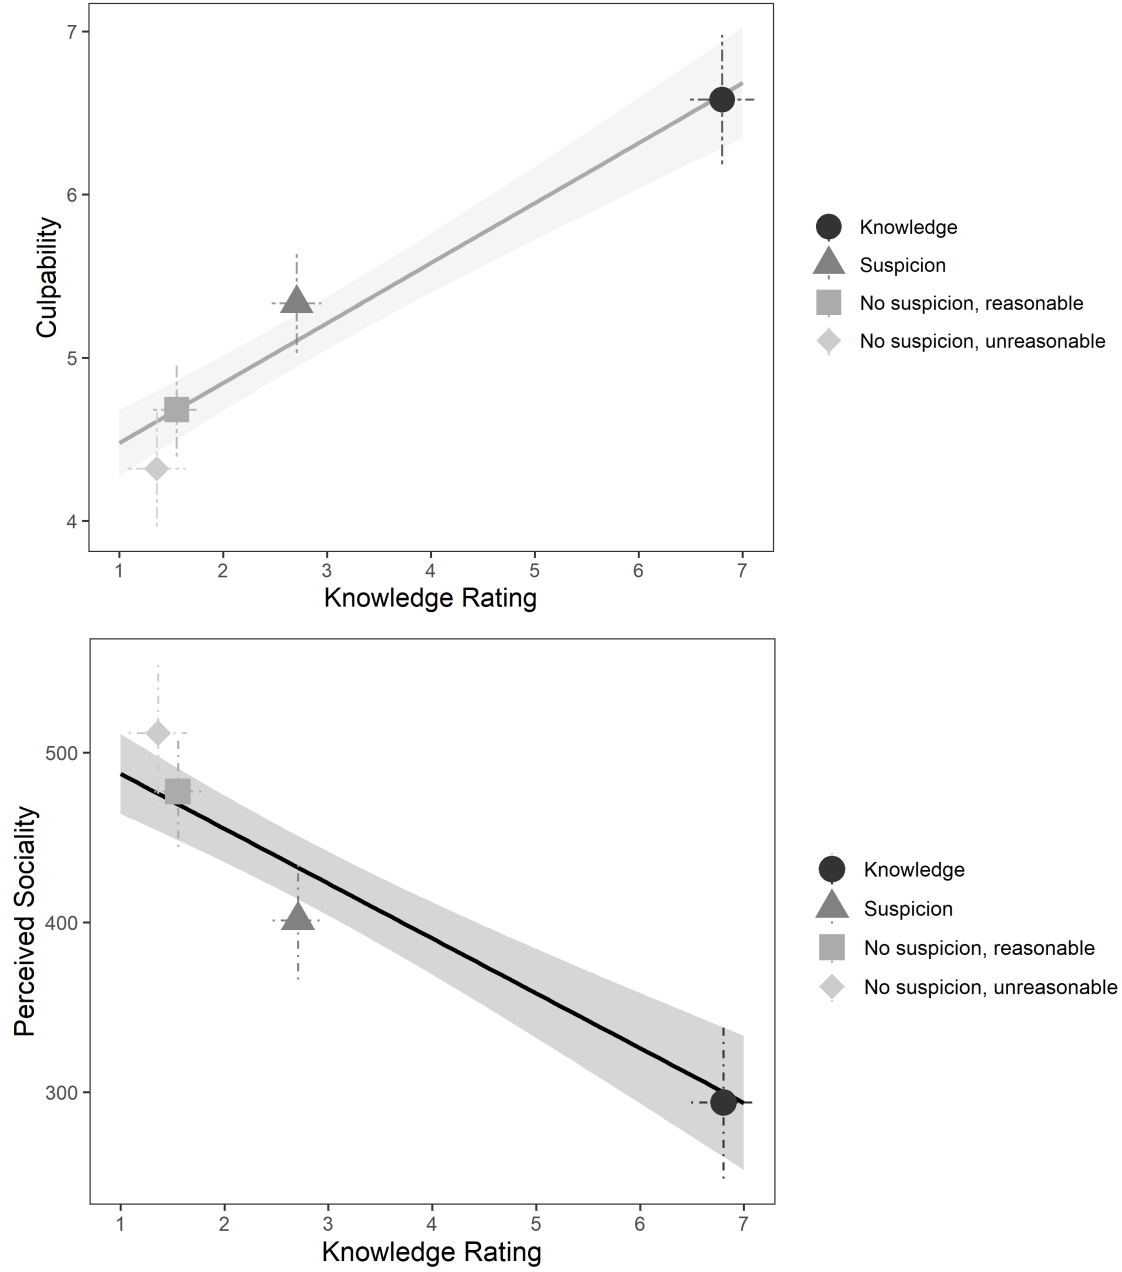 7
6
5
4
Culpability
1 2 3 4 5 6 7
Knowledge Rating
Knowledge
Suspicion
No suspicion, reasonable
No suspicion, unreasonable
500
400
300
Perceived Sociality
1 2 3 4 5 6 7
Knowledge Rating
Knowledge
Suspicion
No suspicion, reasonable
No suspicion, unreasonable